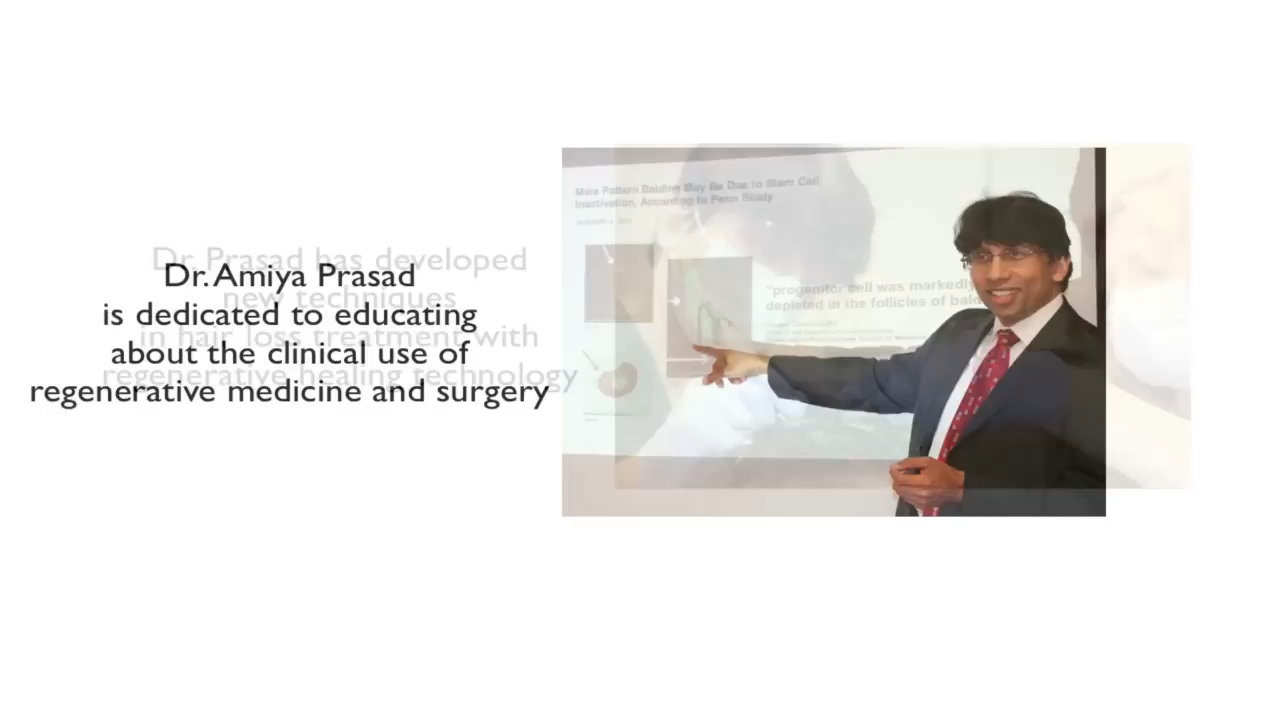 Dr. Amiya Prasad
is dedicated to educating
about the clinical use of
regenerative medicine and surgery
Dr. Prasad has developed
new techniques
in hair loss treatment with
regenerative healing technology
Male Pattern Balding May Be Due to Stem Cell
Inactivation, According to Penn Study
"progenitor cell was markedly
depleted in the follicles of bald